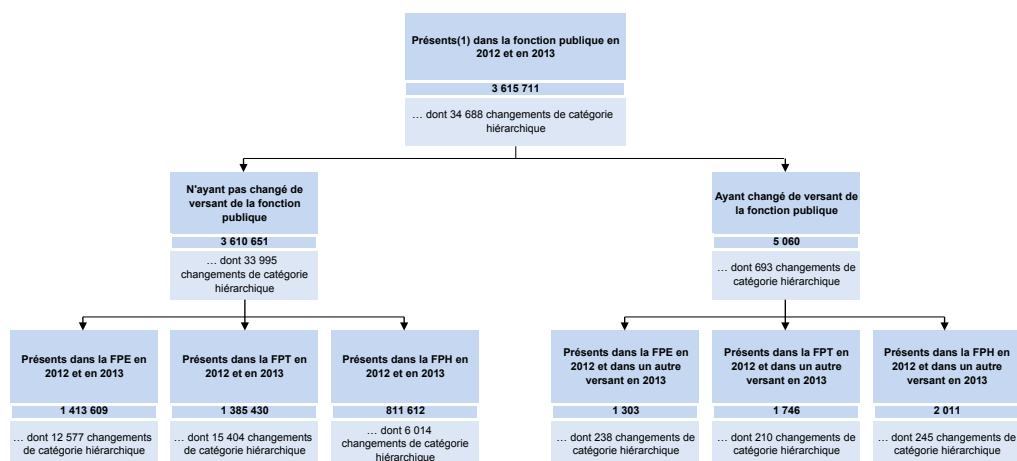 Présents(1) dans la fonction publique en
2012 et en 2013
3 615 711
… dont 34 688 changements de catégorie
hiérarchique
N'ayant pas changé de
versant de la fonction
publique
3 610 651
… dont 33 995
changements de catégorie
hiérarchique
Ayant changé de versant de
la fonction publique
5 060
… dont 693 changements de
catégorie hiérarchique
Présents dans la FPE en
2012 et en 2013
1 413 609
… dont 12 577 changements
de catégorie hiérarchique
Présents dans la FPT en
2012 et en 2013
1 385 430
… dont 15 404 changements
de catégorie hiérarchique
Présents dans la FPH en
2012 et en 2013
811 612
… dont 6 014
changements de catégorie
hiérarchique
Présents dans la FPE en
2012 et dans un autre
versant en 2013
1 303
… dont 238 changements de
catégorie hiérarchique
Présents dans la FPT en
2012 et dans un autre
versant en 2013
1 746
… dont 210 changements de
catégorie hiérarchique
Présents dans la FPH en
2012 et dans un autre
versant en 2013
2 011
… dont 245 changements de
catégorie hiérarchique